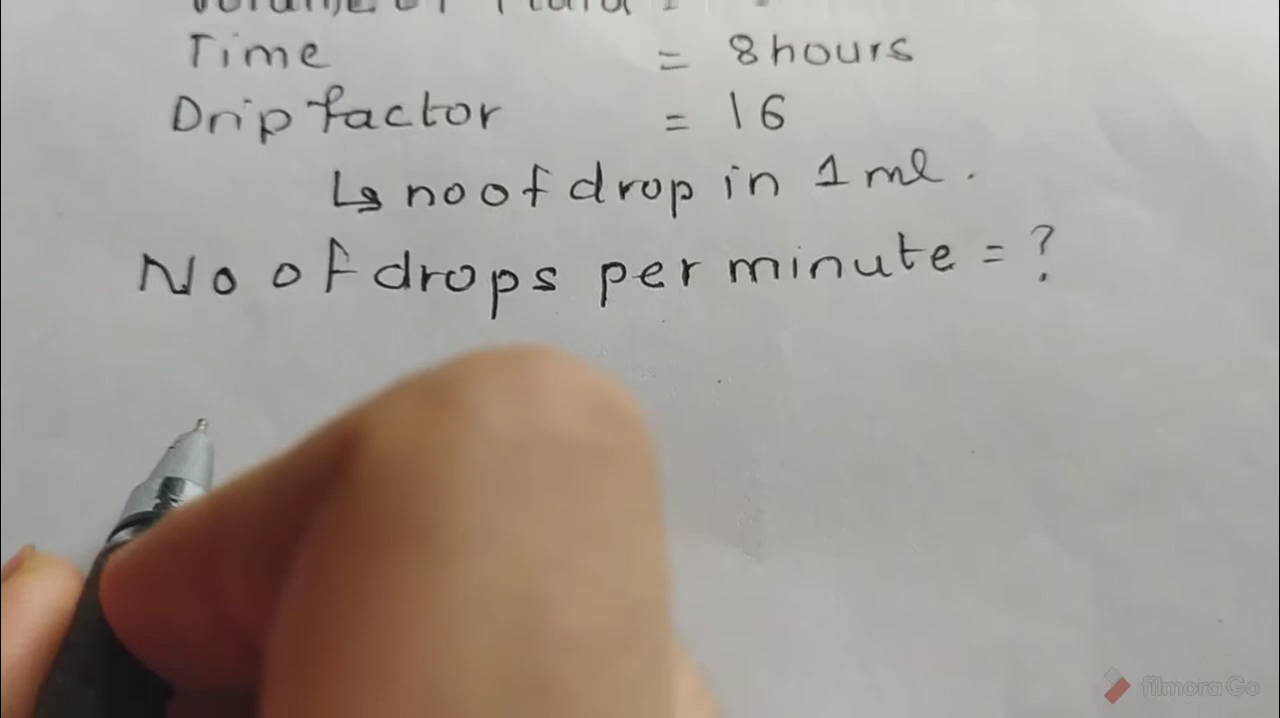 Time = 8 hours
Drip factor = 16
↳ no of drop in 1 ml.
No of drops per minute = ?
filmora Go